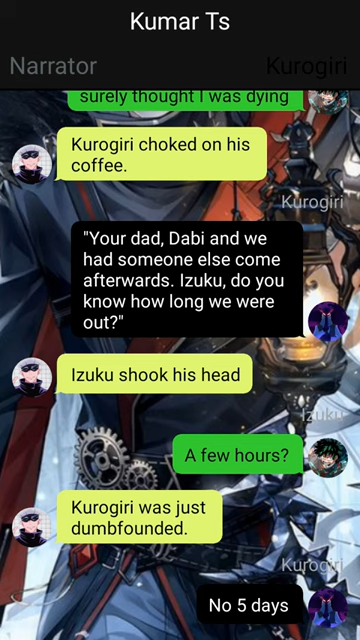 Kumar Ts
Narrator
Kurogiri
surely thought I was dying
Kurogiri choked on his
coffee.
Kurogiri
"Your dad, Dabi and we
had someone else come
afterwards. Izuku, do you
know how long we were
out?"
Izuku shook his head
Izuku
A few hours?
Kurogiri was just
dumbfounded.
Kurogiri
No 5 days